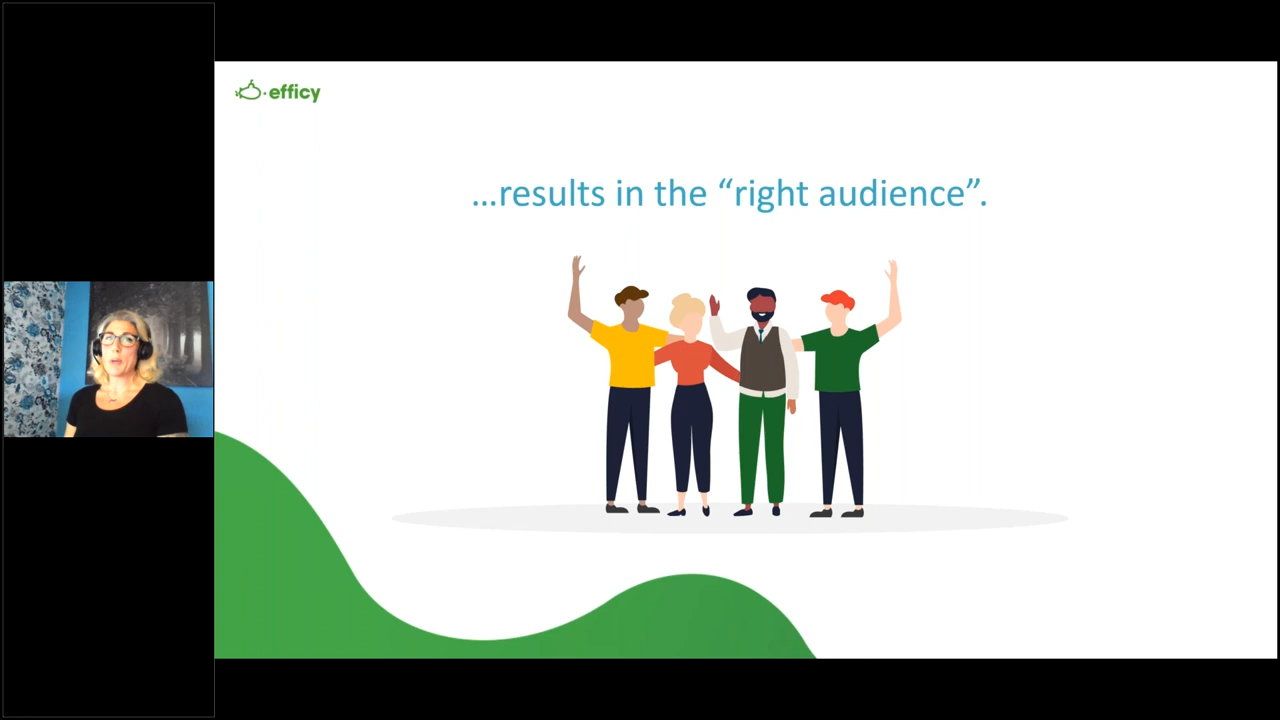 efficy
...results in the “right audience”.